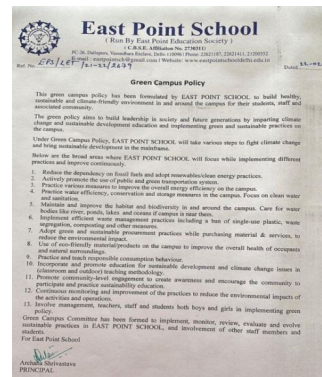 East Point School
( Run By East Point Education Society )
( C.B.S.E. Affiliation No. 2730311)
E-mail : eastpointsch@gmail.com / Website: www.eastpointschooldelhi.edu.in
Ref. No. EPS/LET/21-22/2679 Dated
Green Campus Policy
This green campus policy has been formulated by EAST POINT SCHOOL to build healthy,
sustainable and climate-friendly environment in and around the campus for their students, staff and
associated community.
The green policy aims to build leadership in society and future generations by imparting climate
change and sustainable development education and implementing green and sustainable practices on
the campus.
Under Green Campus Policy, EAST POINT SCHOOL will take various steps to fight climate change
and bring sustainable development in the mainframe.
Below are the broad areas where EAST POINT SCHOOL will focus while implementing different
practices and improve continuously.
1. Reduce the dependency on fossil fuels and adopt renewables/clean energy practices.
2. Actively promote the use of public and green transportation system.
3. Practice various measures to improve the overall energy efficiency on the campus.
4. Practice water efficiency, conservation and storage measures in the campus. Focus on clean water
and sanitation.
5. Maintain and improve the habitat and biodiversity in and around the campus. Care for water
bodies like river, ponds, lakes and oceans if campus is near them.
6. Implement efficient waste management practices including a ban of single-use plastic, waste
segregation, composting and other measures.
7. Adopt green and sustainable procurement practices while purchasing material & services, to
reduce the environmental impact.
8. Use of eco-friendly material/products on the campus to improve the overall health of occupants
and natural surroundings.
9. Practice and teach responsible consumption behaviour.
10. Incorporate and promote education for sustainable development and climate change issues in
(classroom and outdoor) teaching methodology.
11. Promote community-level engagement to create awareness and encourage the community to
participate and practice sustainability education.
12. Continuous monitoring and improvement of the practices to reduce the environmental impacts of
the activities and operations.
13. Involve management, teachers, staff and students both boys and girls in implementing green
policy.
Green Campus Committee has been formed to implement, monitor, review, evaluate and evolve
sustainable practices in EAST POINT SCHOOL, and involvement of other staff members and
students.
For East Point School
Archana Shrivastava
PRINCIPAL